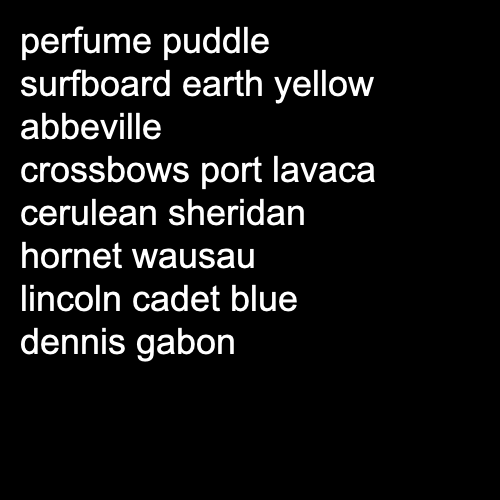 perfume puddle
surfboard earth yellow
abbeville
crossbows port lavaca
cerulean sheridan
hornet wausau
lincoln cadet blue
dennis gabon